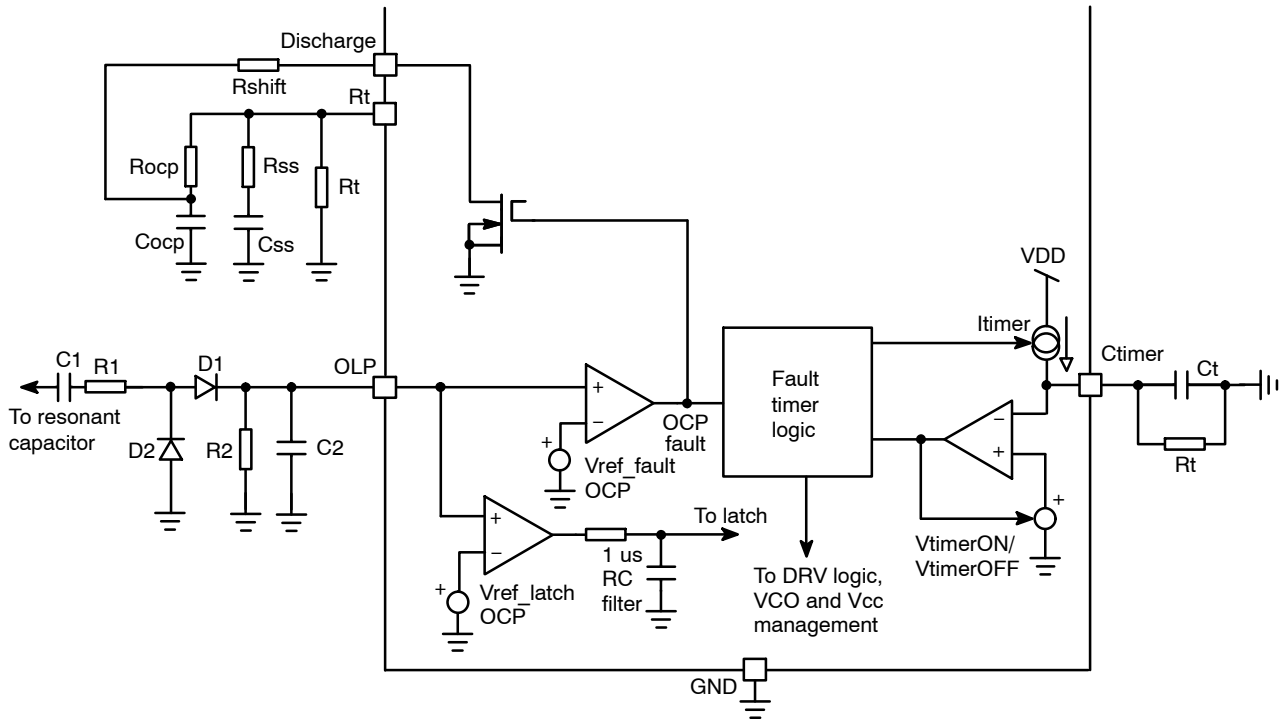 Discharge
Rshift
Rt
Rocp
Rss
Rt
Cocp
Css
VDD
Itimer
Ctimer
C1
R1
D1
OLP
Ct
To resonant
capacitor
D2
R2
C2
+
−
OCP
fault
Fault
timer
logic
−
+
Rt
+
Vref_fault
OCP
+
To latch
+
−
1 us
RC
filter
VtimerON/
VtimerOFF
+
Vref_latch
OCP
To DRV logic,
VCO and Vcc
management
GND